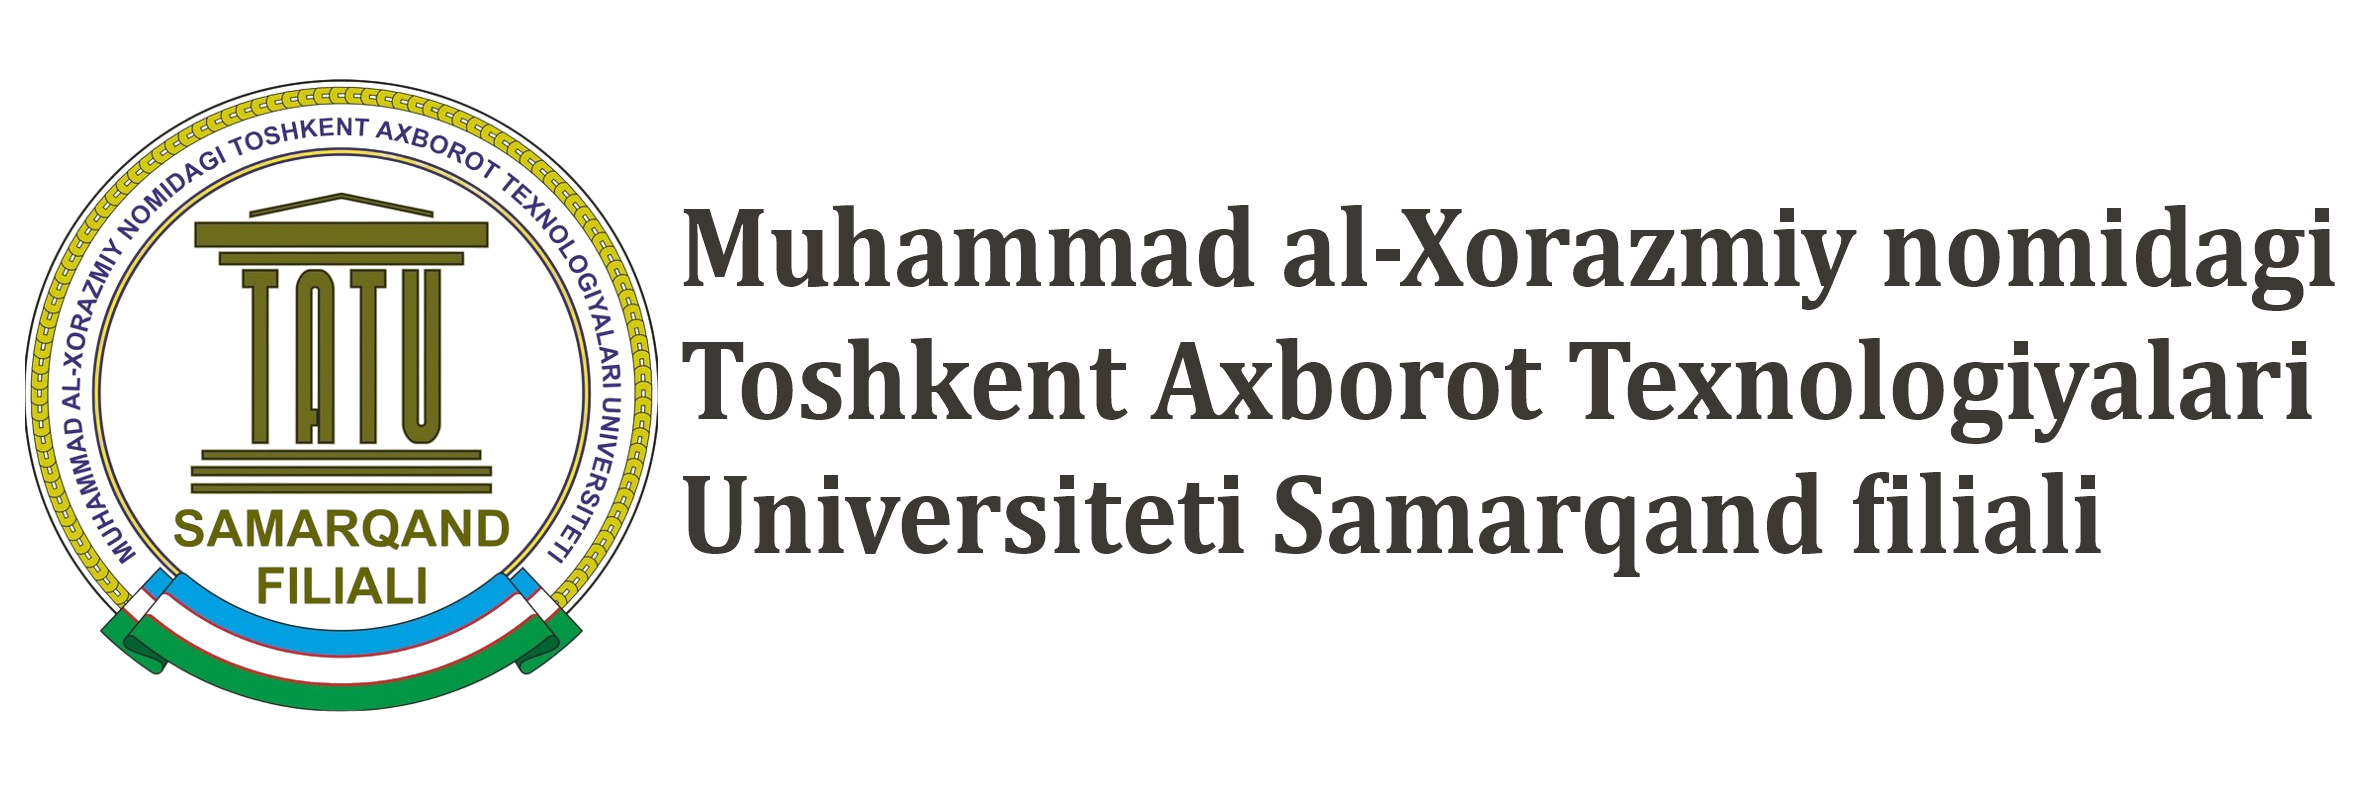 MUHAMMAD AL-XORAZMIY NOMIDAGI TOSHKENT AXBOROT TEXNOLOGIYALARI UNIVERSITETI
TATU
SAMARQAND
FILIALI
Muhammad al-Xorazmiy nomidagi
Toshkent Axborot Texnologiyalari
Universiteti Samarqand filiali